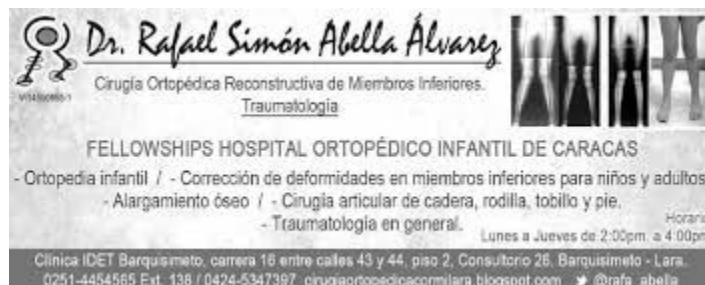 Dr. Rafael Simón Abella Álvarez
Cirugía Ortopédica Reconstructiva de Miembros Inferiores.
Traumatología
FELLOWSHIPS HOSPITAL ORTOPÉDICO INFANTIL DE CARACAS
- Ortopedia infantil / - Corrección de deformidades en miembros inferiores para niños y adultos
- Alargamiento óseo / - Cirugía articular de cadera, rodilla, tobillo y pie.
- Traumatología en general.
Horario
Lunes a Jueves de 2:00pm. a 4:00pm
Clínica IDET Barquisimeto, carrera 16 entre calles 43 y 44, piso 2, Consultorio 26, Barquisimeto - Lara.
0251-4454565 Ext. 138 / 0424-5347397 cirugiaortopedicacormilara.blogspot.com @rafa_abella